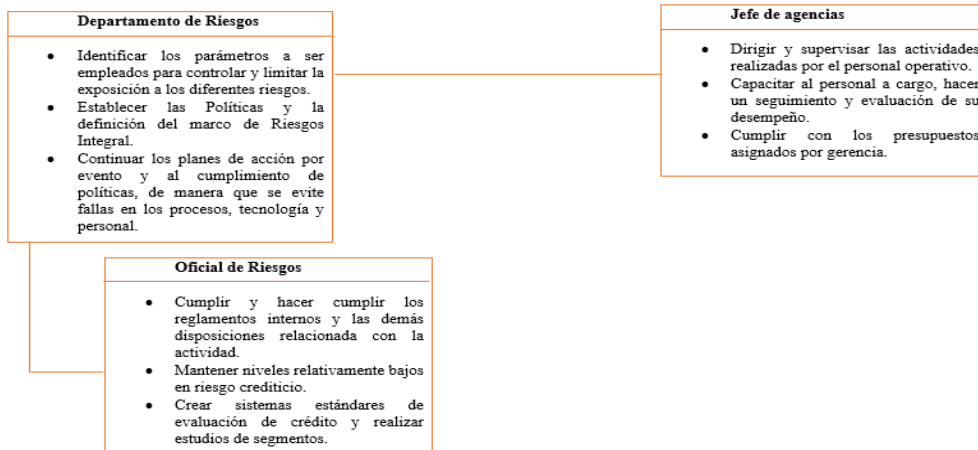 Departamento de Riesgos
● Identificar los parámetros a ser
empleados para controlar y limitar la
exposición a los diferentes riesgos.
● Establecer las Políticas y la
definición del marco de Riesgos
Integral.
● Continuar los planes de acción por
evento y al cumplimiento de
políticas, de manera que se evite
fallas en los procesos, tecnología y
personal.
Jefe de agencias
● Dirigir y supervisar las actividades
realizadas por el personal operativo.
● Capacitar al personal a cargo, hacer
un seguimiento y evaluación de su
desempeño.
● Cumplir con los presupuestos
asignados por gerencia.
Oficial de Riesgos
● Cumplir y hacer cumplir los
reglamentos internos y las demás
disposiciones relacionada con la
actividad.
● Mantener niveles relativamente bajos
en riesgo crediticio.
● Crear sistemas estándares de
evaluación de crédito y realizar
estudios de segmentos.